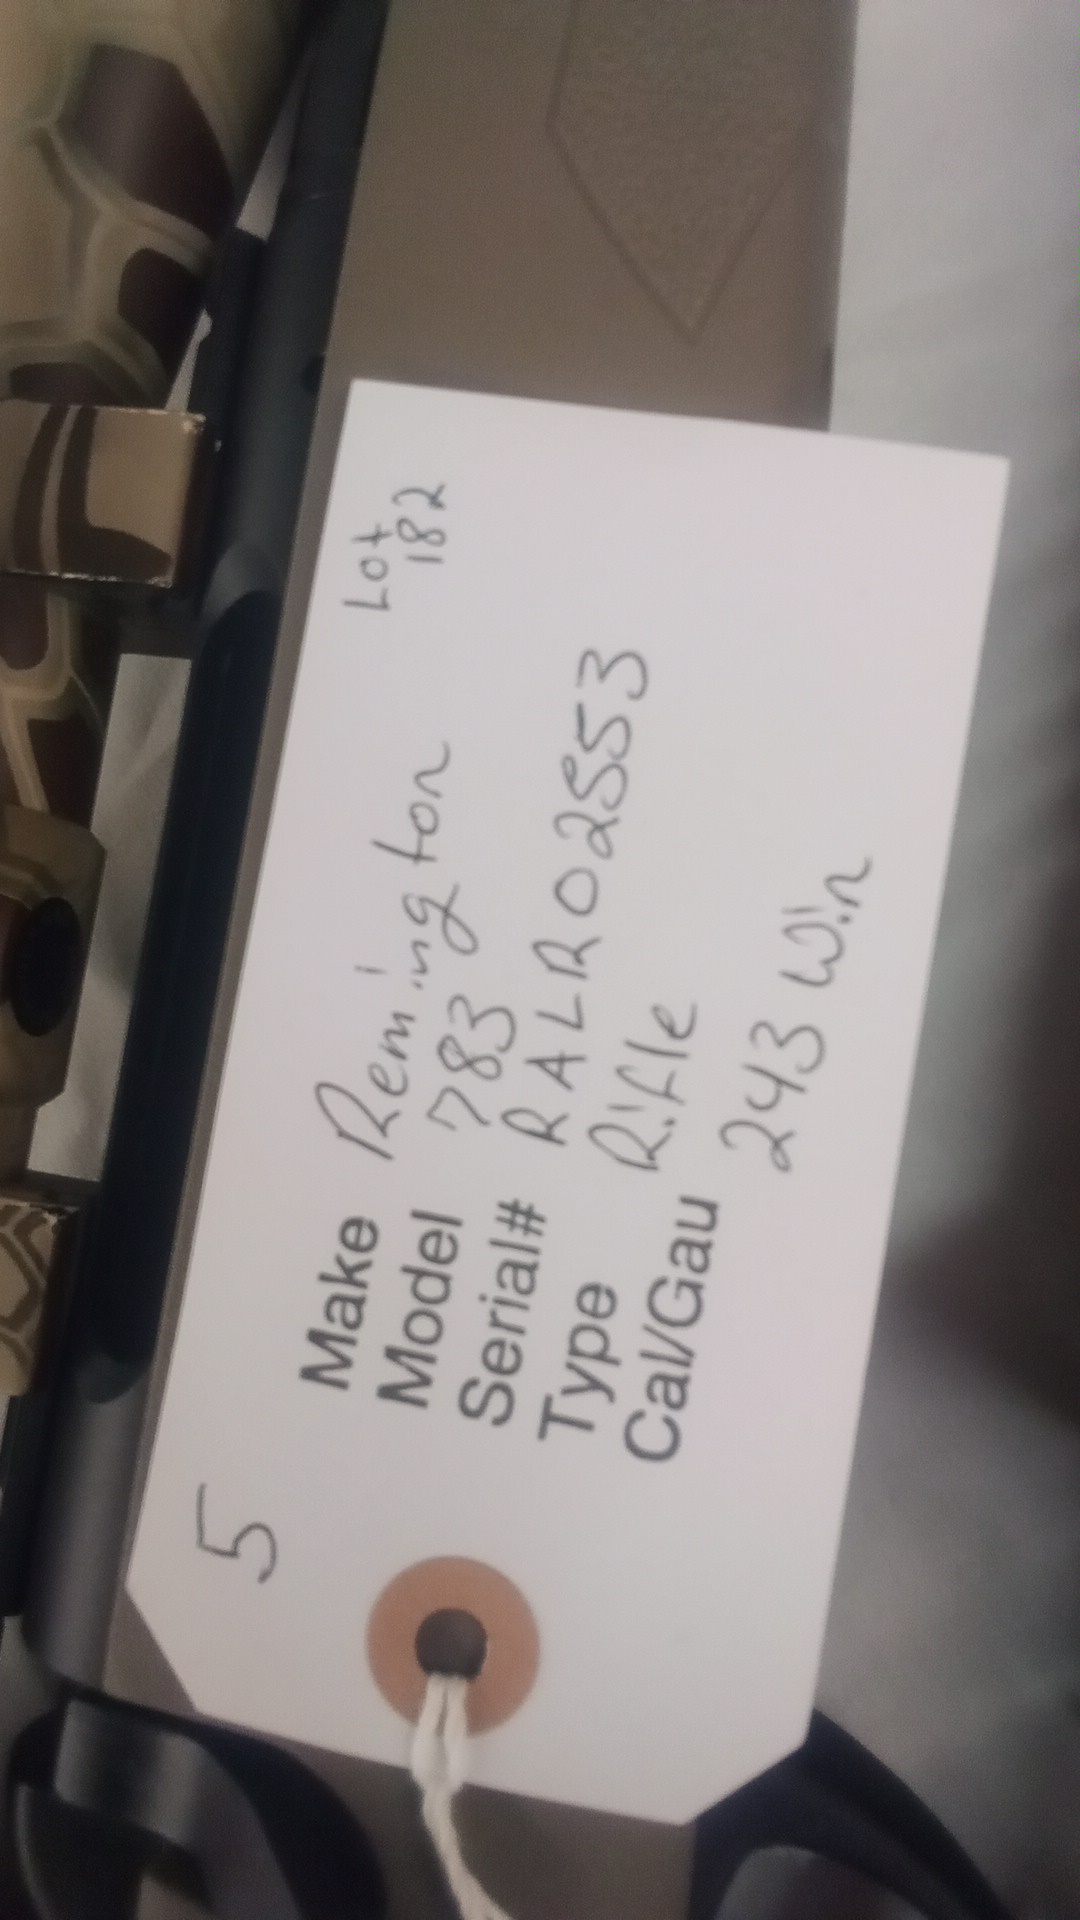 5
Lot
182
Make Remington
Model 783
Serial# RALR02553
Type Rifle
Cal/Gau 243 Win